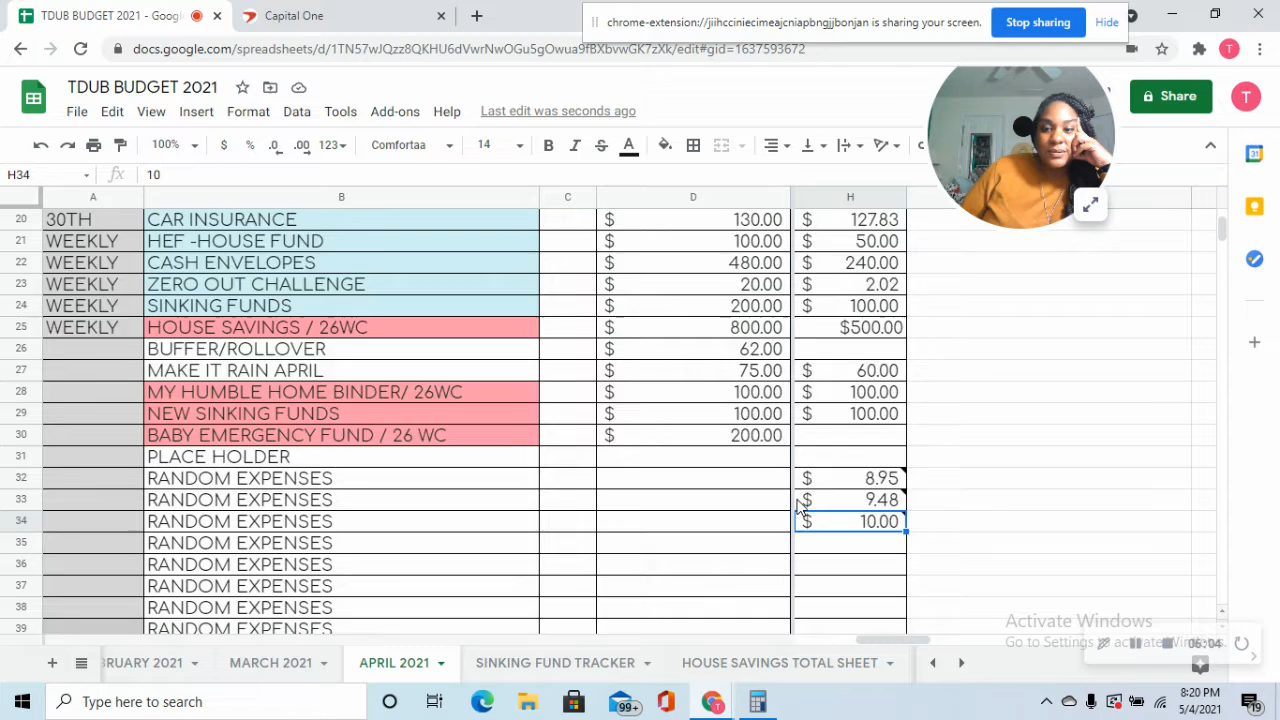 TDUB BUDGET 2021 - Googl
Capital One
chrome-extension://jiihcciniecimeajcniapbngjjbonjan is sharing your screen.
Stop sharing
Hide
docs.google.com/spreadsheets/d/1TN57wJQzz8QKHU6dVwrNwOGu5gOwua9fBXbvwGK7zXk/edit#gid=1637593672
T
TDUB BUDGET 2021
Share
T
File Edit View Insert Format Data Tools Add-ons Help Last edit was seconds ago
100% $ % .0 .00 123 Comfortaa 14 B I S A
H34 fx 10
A B C D H
20 30TH CAR INSURANCE $ 130.00 $ 127.83
21 WEEKLY HEF -HOUSE FUND $ 100.00 $ 50.00
22 WEEKLY CASH ENVELOPES $ 480.00 $ 240.00
23 WEEKLY ZERO OUT CHALLENGE $ 20.00 $ 2.02
24 WEEKLY SINKING FUNDS $ 200.00 $ 100.00
25 WEEKLY HOUSE SAVINGS / 26WC $ 800.00 $500.00
26 BUFFER/ROLLOVER $ 62.00
27 MAKE IT RAIN APRIL $ 75.00 $ 60.00
28 MY HUMBLE HOME BINDER/ 26WC $ 100.00 $ 100.00
29 NEW SINKING FUNDS $ 100.00 $ 100.00
30 BABY EMERGENCY FUND / 26 WC $ 200.00
31 PLACE HOLDER
32 RANDOM EXPENSES $ 8.95
33 RANDOM EXPENSES $ 9.48
34 RANDOM EXPENSES $ 10.00
35 RANDOM EXPENSES
36 RANDOM EXPENSES
37 RANDOM EXPENSES
38 RANDOM EXPENSES
39 RANDOM EXPENSES
Activate Windows
Go to Settings to activate Windows.
06:04
BRUARY 2021 MARCH 2021 APRIL 2021 SINKING FUND TRACKER HOUSE SAVINGS TOTAL SHEET
Type here to search
99+
8:20 PM
5/4/2021
19